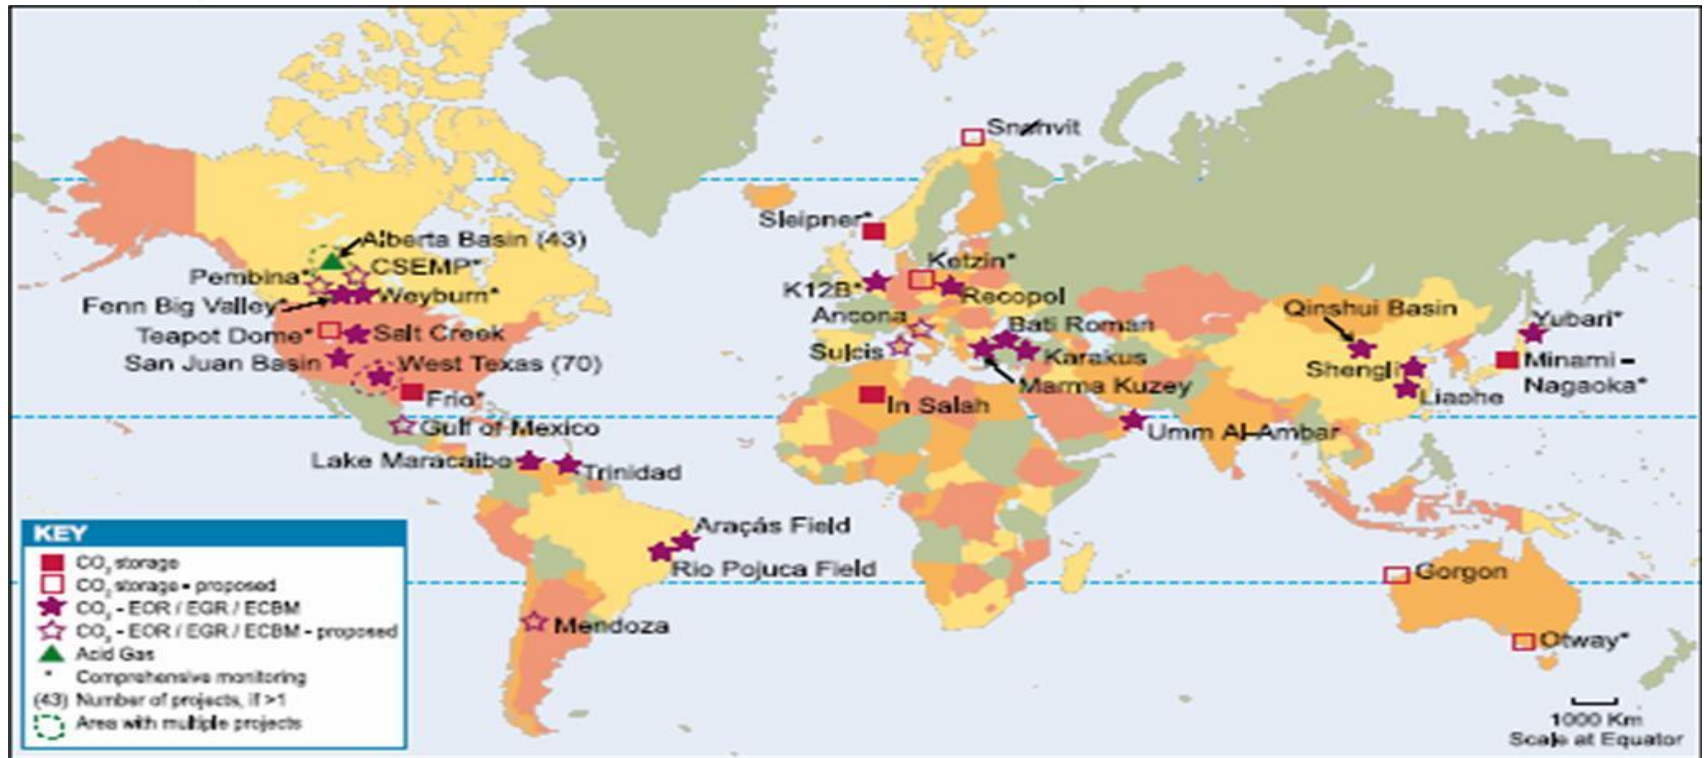 Snøhvit
Sleipner*
Alberta Basin (43)
CSEMP*
Pembina*
Fenn Big Valley*
Weyburn*
Teapot Dome*
Salt Creek
San Juan Basin
West Texas (70)
Frio*
Gulf of Mexico
Lake Maracaibo
Trinidad
Araçás Field
Rio Pojuca Field
Mendoza
Ketzin*
K12B*
Recopol
Ancona
Sulcis
Bati Roman
Karakus
Marma Kuzey
In Salah
Umm Al-Ambar
Qinshui Basin
Yubari*
Shengli
Minami-
Nagaoka*
Liaohe
Gorgon
Otway*
KEY
CO₂ storage
CO₂ storage - proposed
CO₂ - EOR / EGR / ECBM
CO₂ - EOR / EGR / ECBM - proposed
Acid Gas
* Comprehensive monitoring
(43) Number of projects, if >1
Area with multiple projects
1000 Km
Scale at Equator